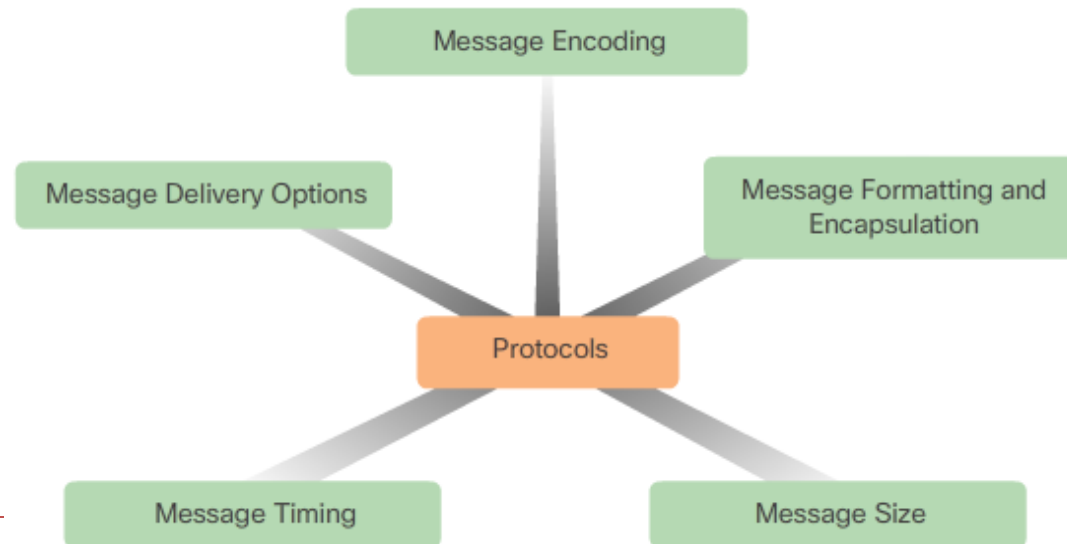 Message Encoding
Message Delivery Options
Message Formatting and
Encapsulation
Protocols
Message Timing
Message Size